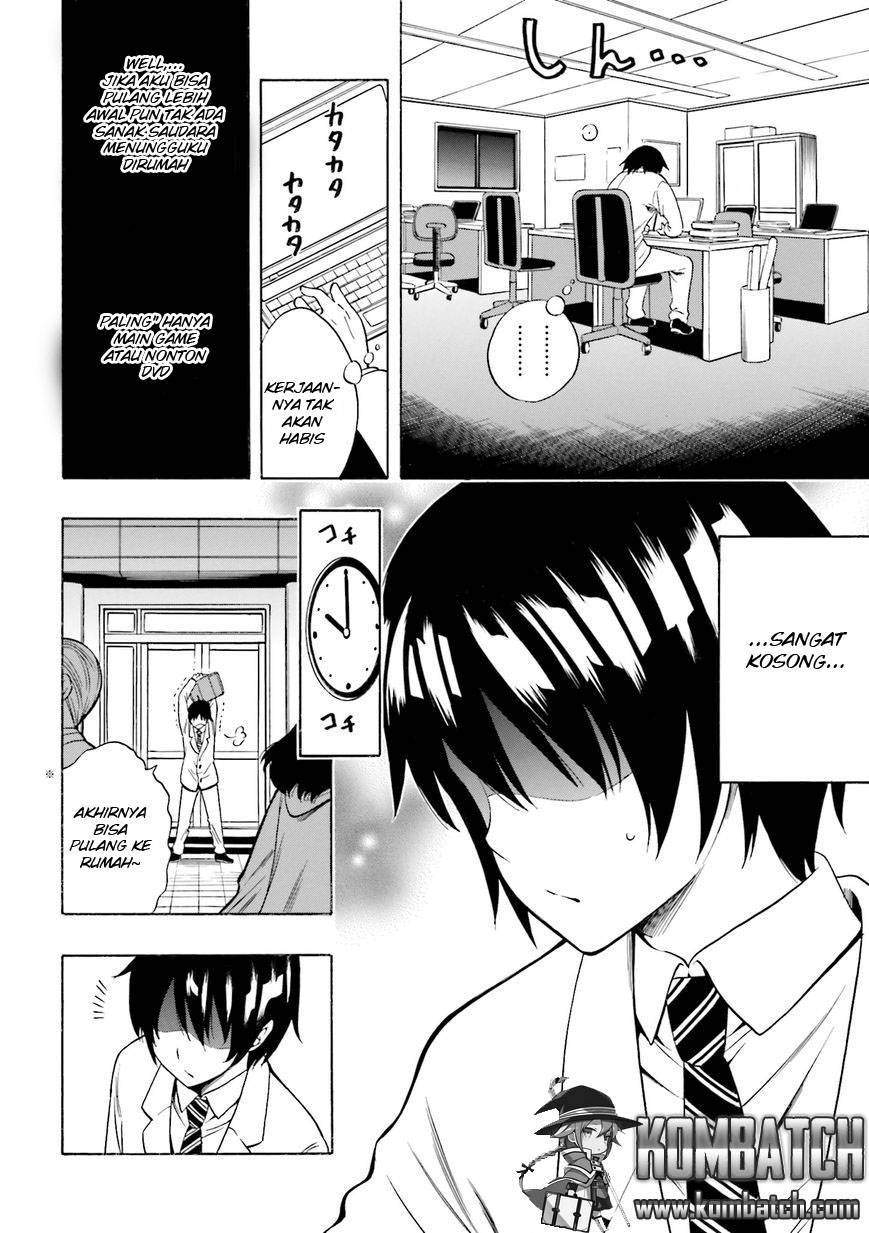 しん・・・
カタカタ
カタカタ
KERJAAN-
NYA TAK
AKAN
HABIS
WELL,...
JIKA AKU BISA
PULANG LEBIH
AWAL PUN TAK ADA
SANAK SAUDARA
MENUNGGUKU
DIRUMAH
PALING" HANYA
MAIN GAME
ATAU NONTON
DVD
...SANGAT
KOSONG...
コチ
コチ
※
AKHIRNYA
BISA
PULANG KE
RUMAH~
KOMBATCH
www.kombatch.com